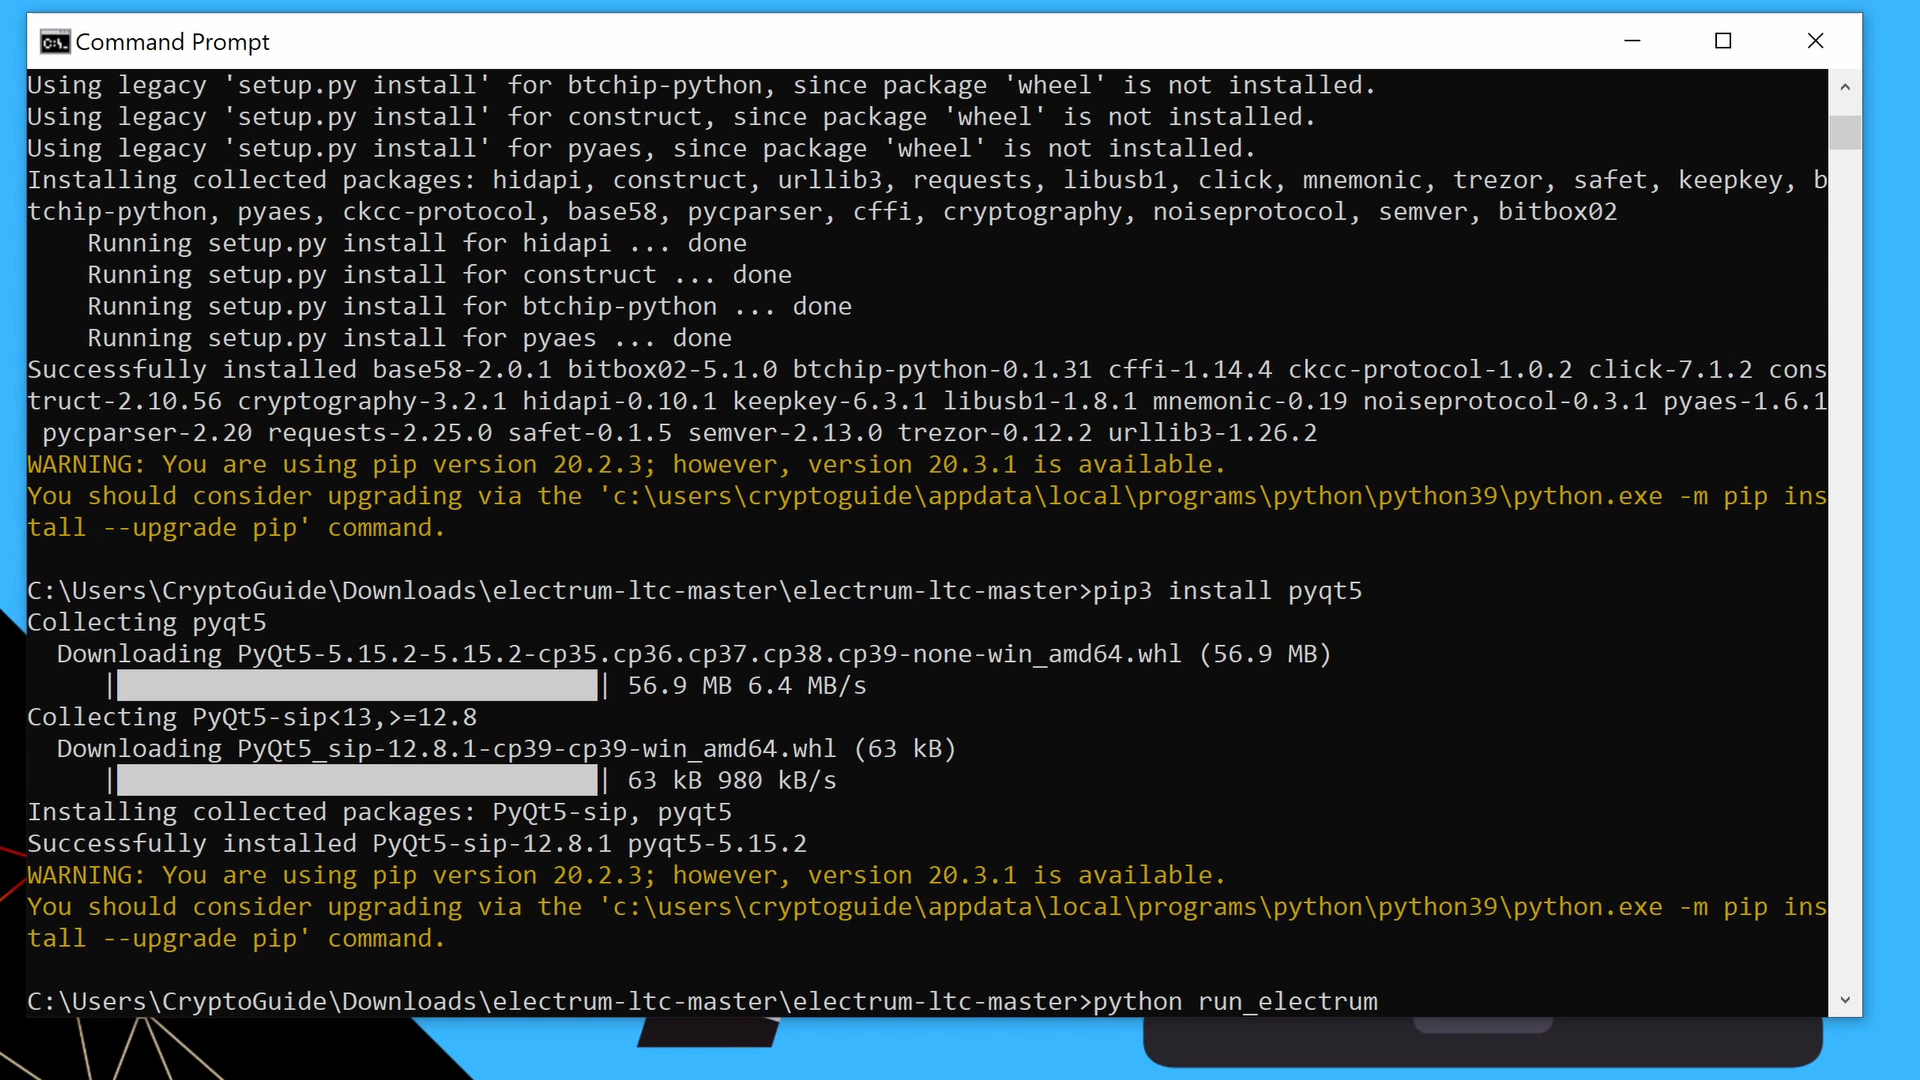 Command Prompt
Using legacy 'setup.py install' for btchip-python, since package 'wheel' is not installed.
Using legacy 'setup.py install' for construct, since package 'wheel' is not installed.
Using legacy 'setup.py install' for pyaes, since package 'wheel' is not installed.
Installing collected packages: hidapi, construct, urllib3, requests, libusb1, click, mnemonic, trezor, safet, keepkey, b
tchip-python, pyaes, ckcc-protocol, base58, pycparser, cffi, cryptography, noiseprotocol, semver, bitbox02
    Running setup.py install for hidapi ... done
    Running setup.py install for construct ... done
    Running setup.py install for btchip-python ... done
    Running setup.py install for pyaes ... done
Successfully installed base58-2.0.1 bitbox02-5.1.0 btchip-python-0.1.31 cffi-1.14.4 ckcc-protocol-1.0.2 click-7.1.2 cons
truct-2.10.56 cryptography-3.2.1 hidapi-0.10.1 keepkey-6.3.1 libusb1-1.8.1 mnemonic-0.19 noiseprotocol-0.3.1 pyaes-1.6.1
 pycparser-2.20 requests-2.25.0 safet-0.1.5 semver-2.13.0 trezor-0.12.2 urllib3-1.26.2
WARNING: You are using pip version 20.2.3; however, version 20.3.1 is available.
You should consider upgrading via the 'c:\users\cryptoguide\appdata\local\programs\python\python39\python.exe -m pip ins
tall --upgrade pip' command.
C:\Users\CryptoGuide\Downloads\electrum-ltc-master\electrum-ltc-master>pip3 install pyqt5
Collecting pyqt5
  Downloading PyQt5-5.15.2-5.15.2-cp35.cp36.cp37.cp38.cp39-none-win_amd64.whl (56.9 MB)
| | 56.9 MB 6.4 MB/s
Collecting PyQt5-sip<13,>=12.8
  Downloading PyQt5_sip-12.8.1-cp39-cp39-win_amd64.whl (63 kB)
| | 63 kB 980 kB/s
Installing collected packages: PyQt5-sip, pyqt5
Successfully installed PyQt5-sip-12.8.1 pyqt5-5.15.2
WARNING: You are using pip version 20.2.3; however, version 20.3.1 is available.
You should consider upgrading via the 'c:\users\cryptoguide\appdata\local\programs\python\python39\python.exe -m pip ins
tall --upgrade pip' command.
C:\Users\CryptoGuide\Downloads\electrum-ltc-master\electrum-ltc-master>python run_electrum